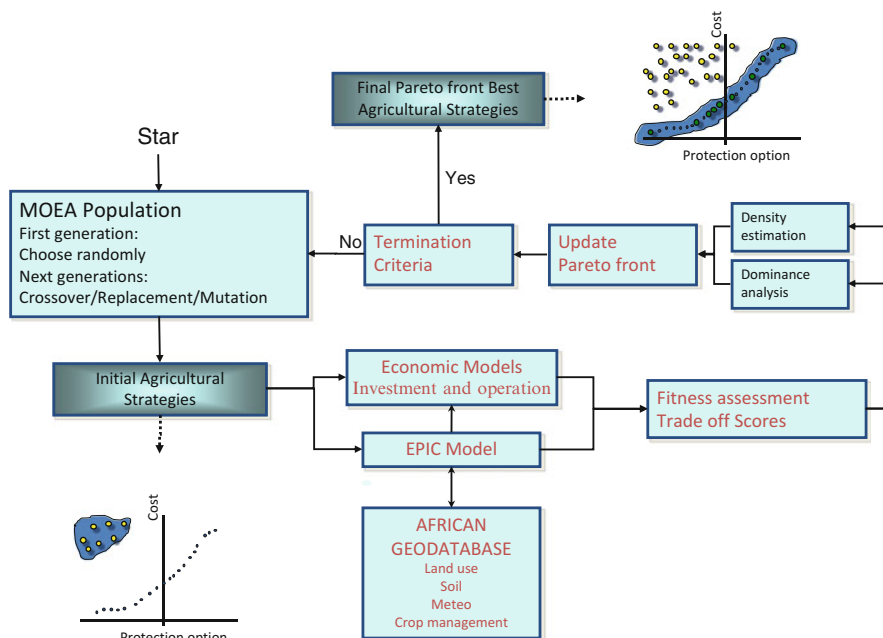 Cost
Protection option
Final Pareto front Best
Agricultural Strategies
Star
Yes
MOEA Population
First generation:
Choose randomly
Next generations:
Crossover/Replacement/Mutation
No
Termination
Criteria
Update
Pareto front
Density
estimation
Dominance
analysis
Initial Agricultural
Strategies
Economic Models
Investment and operation
EPIC Model
Fitness assessment
Trade off Scores
AFRICAN
GEODATABASE
Land use
Soil
Meteo
Crop management
Cost
Protection option